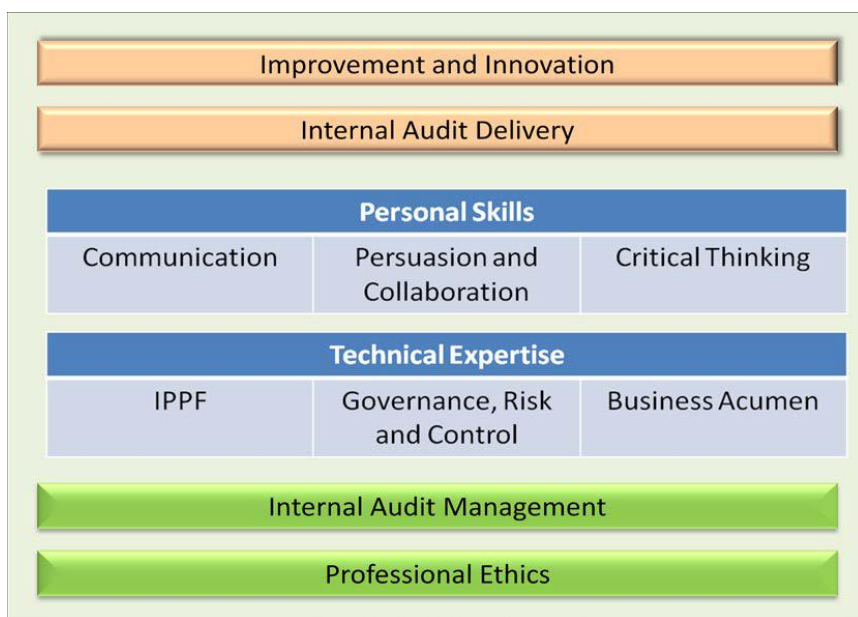 Improvement and Innovation
Internal Audit Delivery
Personal Skills
Communication
Persuasion and
Collaboration
Critical Thinking
Technical Expertise
IPPF
Governance, Risk
and Control
Business Acumen
Internal Audit Management
Professional Ethics